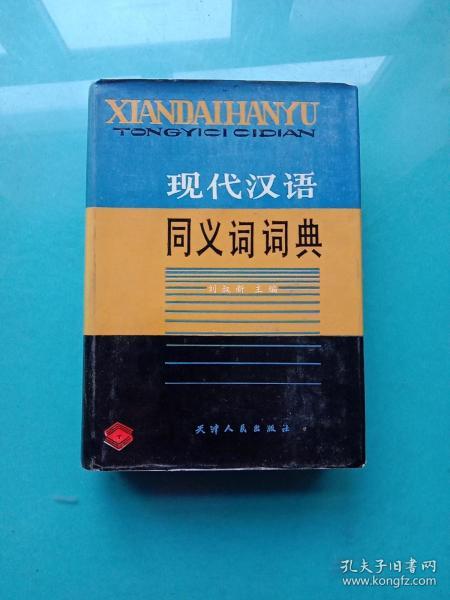 XIANDAIHANYU
TONGYICI CIDIAN
现代汉语
同义词词典
刘叔新 主编
天津人民出版社
孔夫子旧书网
www.kongfz.com